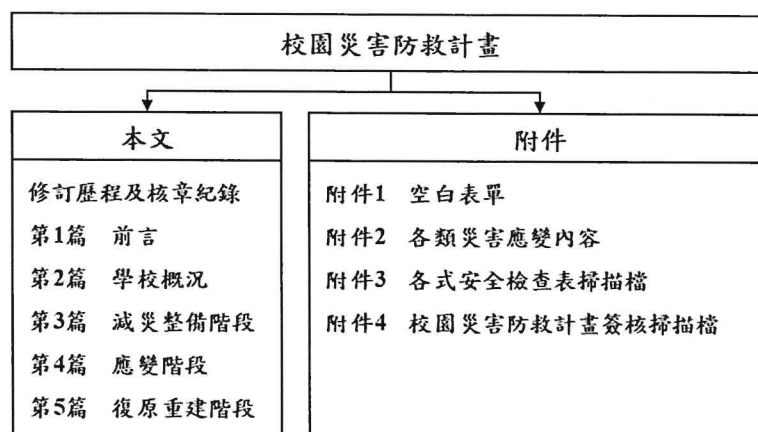 校園災害防救計畫
本文
修訂歷程及核章紀錄
第1篇 前言
第2篇 學校概況
第3篇 減災整備階段
第4篇 應變階段
第5篇 復原重建階段
附件
附件1 空白表單
附件2 各類災害應變內容
附件3 各式安全檢查表掃描檔
附件4 校園災害防救計畫簽核掃描檔